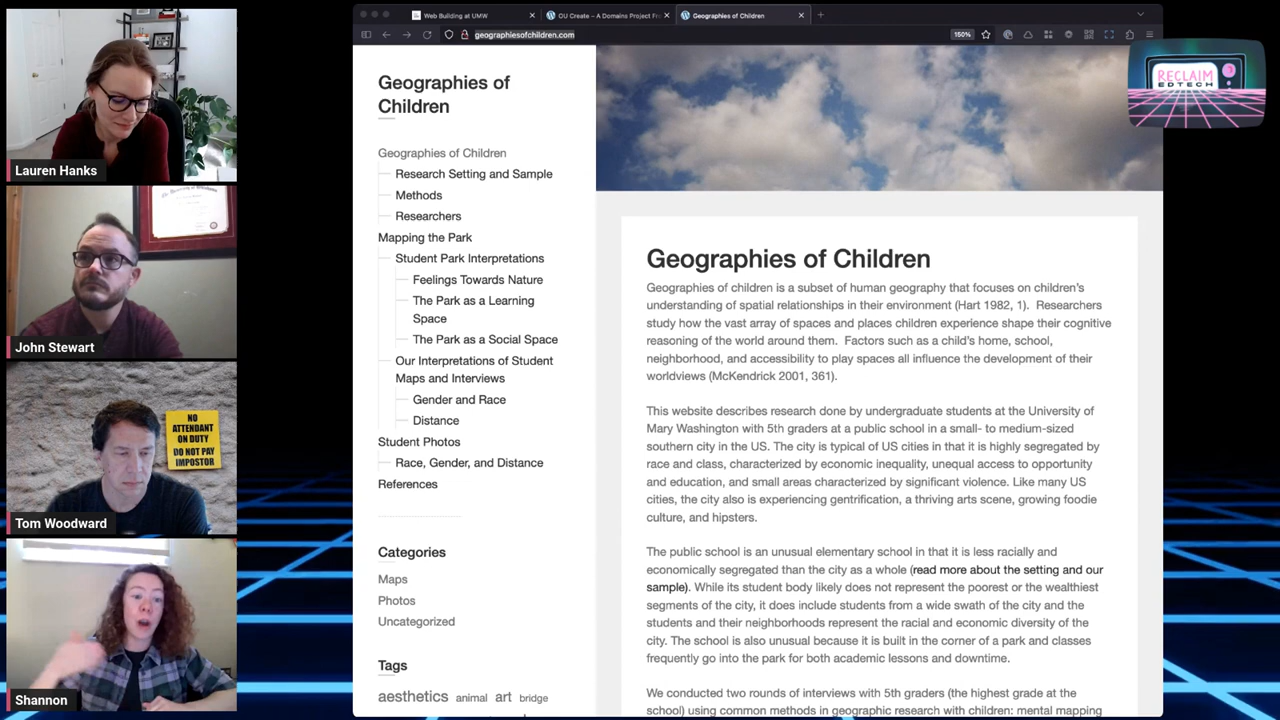 Lauren Hanks
John Stewart
NO
ATTENDANT
ON DUTY
DO NOT PAY
IMPOSTOR
Tom Woodward
Shannon
Web Building at UMW
OU Create – A Domains Project Fr
Geographies of Children
geographiesofchildren.com
150%
RECLAIM
EDTECH
Geographies of
Children
Geographies of Children
Research Setting and Sample
Methods
Researchers
Mapping the Park
Student Park Interpretations
Feelings Towards Nature
The Park as a Learning
Space
The Park as a Social Space
Our Interpretations of Student
Maps and Interviews
Gender and Race
Distance
Student Photos
Race, Gender, and Distance
References
Categories
Maps
Photos
Uncategorized
Tags
aesthetics animal art bridge
Geographies of Children
Geographies of children is a subset of human geography that focuses on children's
understanding of spatial relationships in their environment (Hart 1982, 1). Researchers
study how the vast array of spaces and places children experience shape their cognitive
reasoning of the world around them. Factors such as a child's home, school,
neighborhood, and accessibility to play spaces all influence the development of their
worldviews (McKendrick 2001, 361).
This website describes research done by undergraduate students at the University of
Mary Washington with 5th graders at a public school in a small- to medium-sized
southern city in the US. The city is typical of US cities in that it is highly segregated by
race and class, characterized by economic inequality, unequal access to opportunity
and education, and small areas characterized by significant violence. Like many US
cities, the city also is experiencing gentrification, a thriving arts scene, growing foodie
culture, and hipsters.
The public school is an unusual elementary school in that it is less racially and
economically segregated than the city as a whole (read more about the setting and our
sample). While its student body likely does not represent the poorest or the wealthiest
segments of the city, it does include students from a wide swath of the city and the
students and their neighborhoods represent the racial and economic diversity of the
city. The school is also unusual because it is built in the corner of a park and classes
frequently go into the park for both academic lessons and downtime.
We conducted two rounds of interviews with 5th graders (the highest grade at the
school) using common methods in geographic research with children: mental mapping